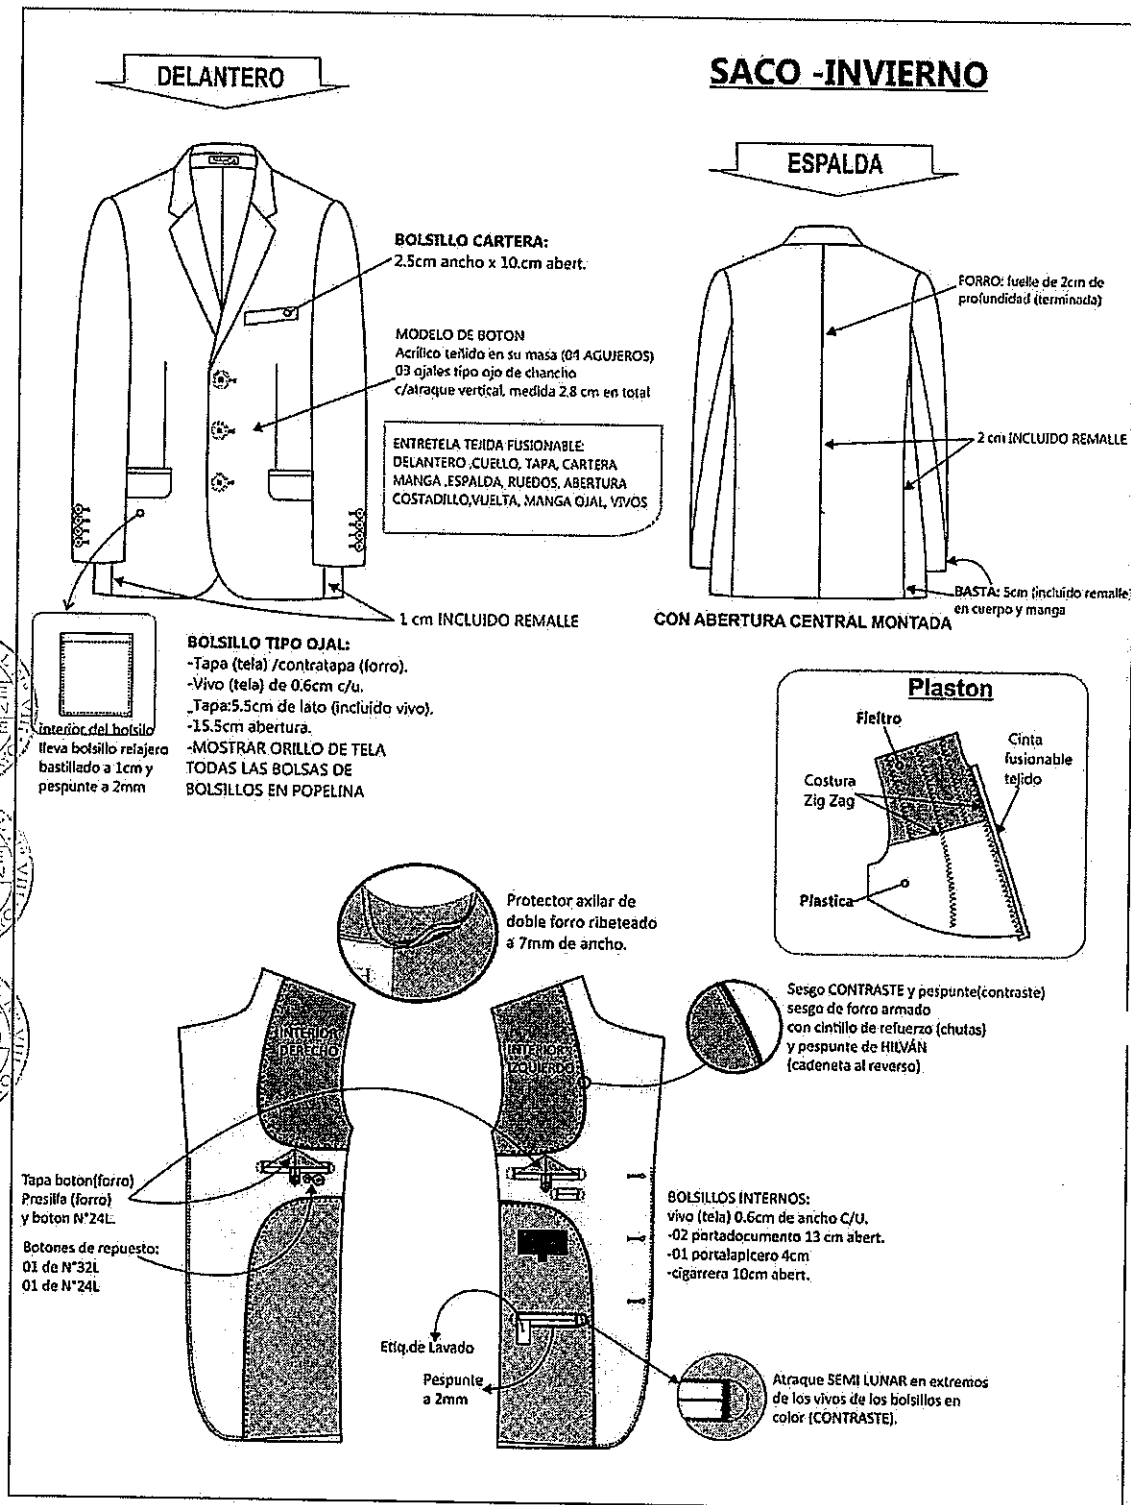 DELANTERO
SACO -INVIERNO
ESPALDA
BOLSILLO CARTERA:
2.5cm ancho x 10.cm abert.
FORRO: fuelle de 2cm de
profundidad (terminada)
MODELO DE BOTON
Acrílico teñido en su masa (04 AGUJEROS)
03 ojales tipo ojo de chancho
c/atraque vertical, medida 2.8 cm en total
2 cm INCLUIDO REMALLE
ENTRETELA TEJIDA FUSIONABLE:
DELANTERO ,CUELLO, TAPA, CARTERA
MANGA ,ESPALDA, RUEDOS, ABERTURA
COSTADILLO,VUELTA, MANGA OJAL, VIVOS
BASTA: 5cm (incluido remalle)
en cuerpo y manga
1 cm INCLUIDO REMALLE
CON ABERTURA CENTRAL MONTADA
BOLSILLO TIPO OJAL:
-Tapa (tela) /contratapa (forro).
-Vivo (tela) de 0.6cm c/u.
_Tapa:5.5cm de lato (incluido vivo).
-15.5cm abertura.
-MOSTRAR ORILLO DE TELA
TODAS LAS BOLSAS DE
BOLSILLOS EN POPELINA
interior del bolsilo
lleva bolsillo relajero
bastillado a 1cm y
pespunte a 2mm
Plaston
Fieltro
Cinta
fusionable
tejido
Costura
Zig Zag
Plastica
Protector axilar de
doble forro ribeteado
a 7mm de ancho.
Sesgo CONTRASTE y pespunte(contraste)
sesgo de forro armado
con cintillo de refuerzo (chutas)
y pespunte de HILVÁN
(cadeneta al reverso)
INTERIOR
DERECHO
INTERIOR
IZQUIERDO
Tapa boton(forro)
Presilla (forro)
y boton N°24L.
Botones de repuesto:
01 de N°32L
01 de N°24L
BOLSILLOS INTERNOS:
vivo (tela) 0.6cm de ancho C/U.
-02 portadocumento 13 cm abert.
-01 portalapicero 4cm
-cigarrera 10cm abert.
Etiq.de Lavado
Pespunte
a 2mm
Atraque SEMI LUNAR en extremos
de los vivos de los bolsillos en
color (CONTRASTE).